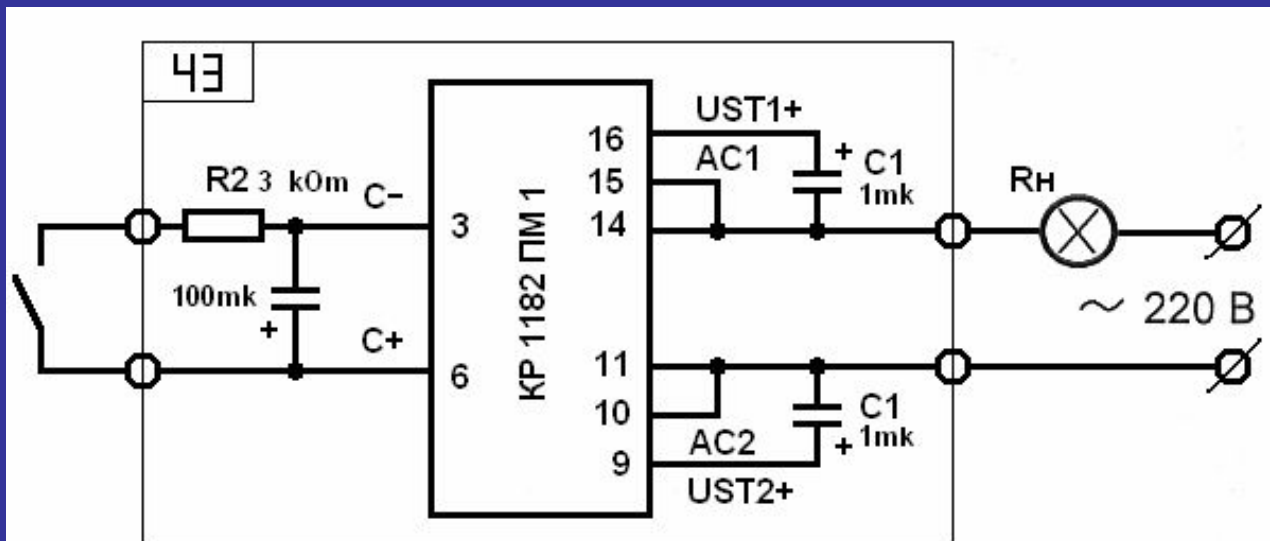 ЧЗ
UST1+
16
AC1
C1
1mk
15
R2 3 kOm
C-
Rн
3
14
КР 1182 ПМ 1
100mk
~ 220 В
C+
6
11
C1
1mk
10
AC2
9
UST2+